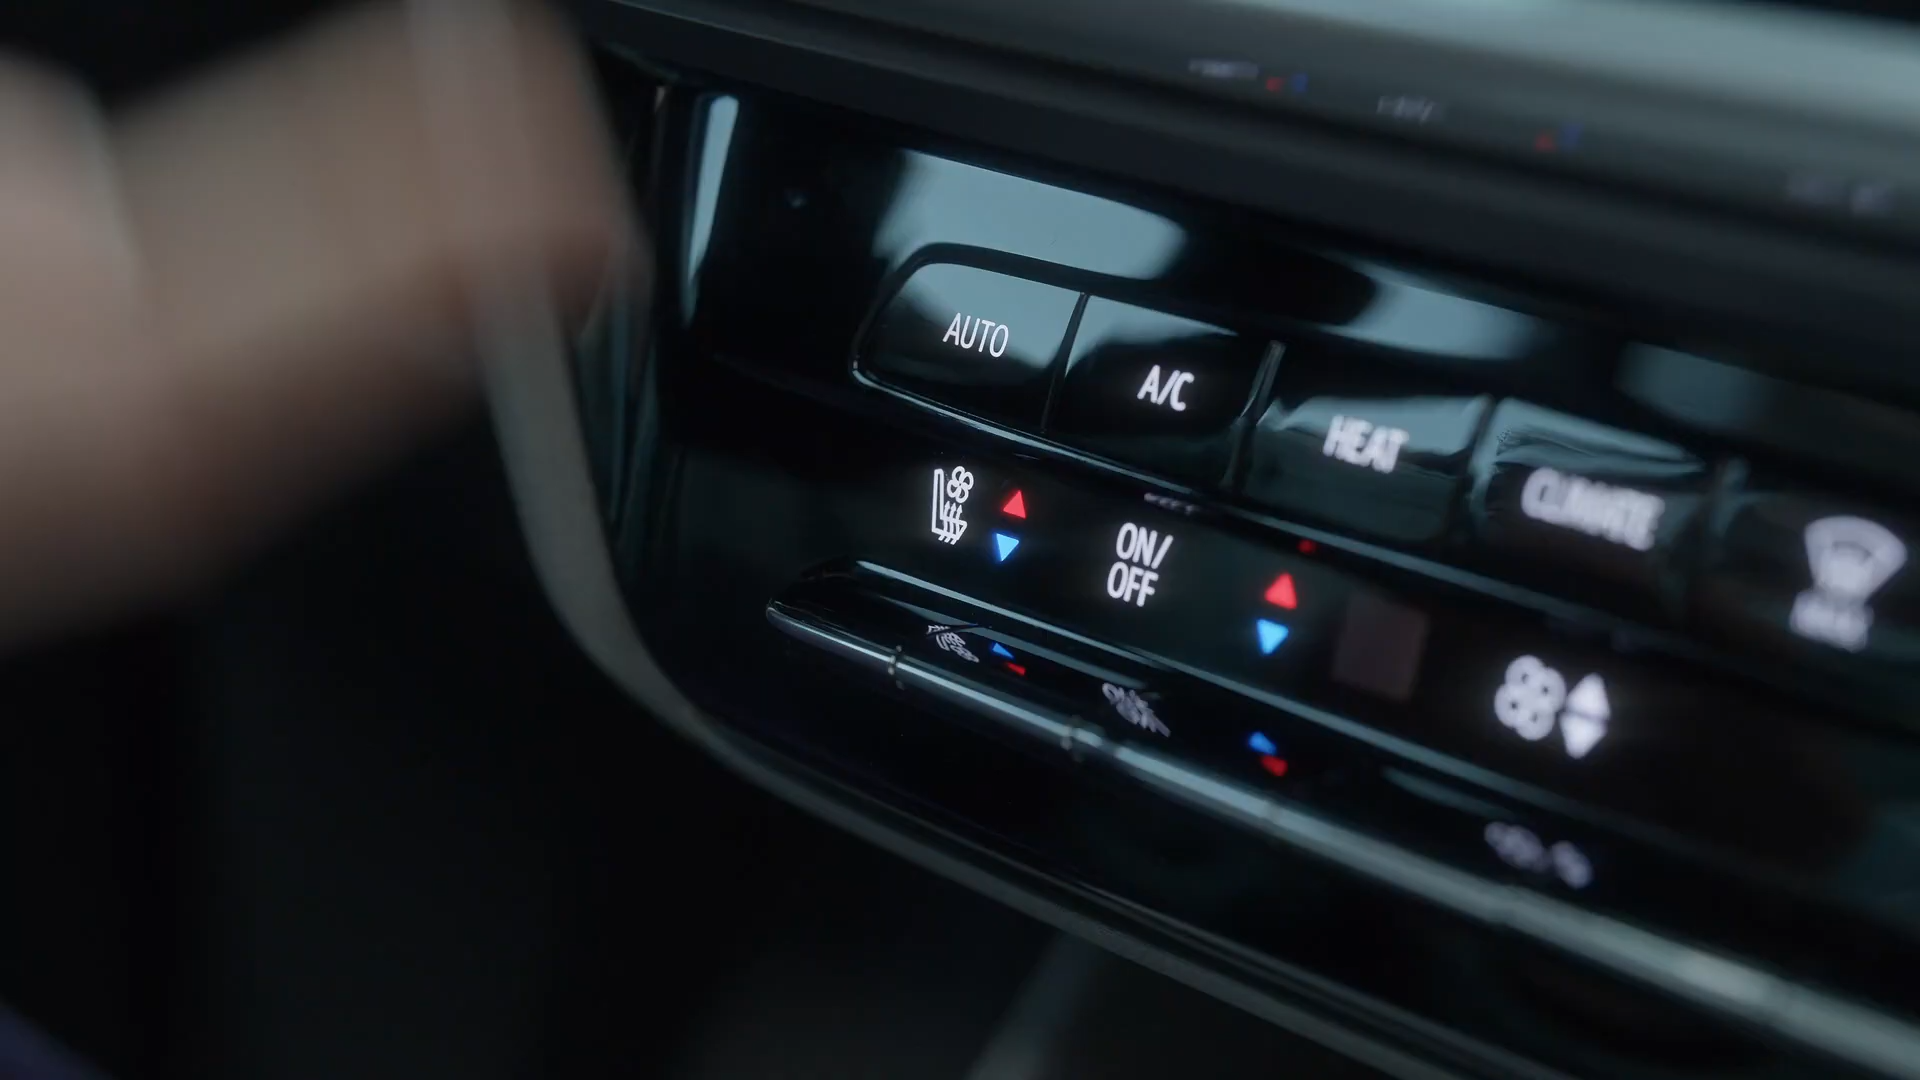 AUTO
A/C
HEAT
CLIMATE
ON/
OFF